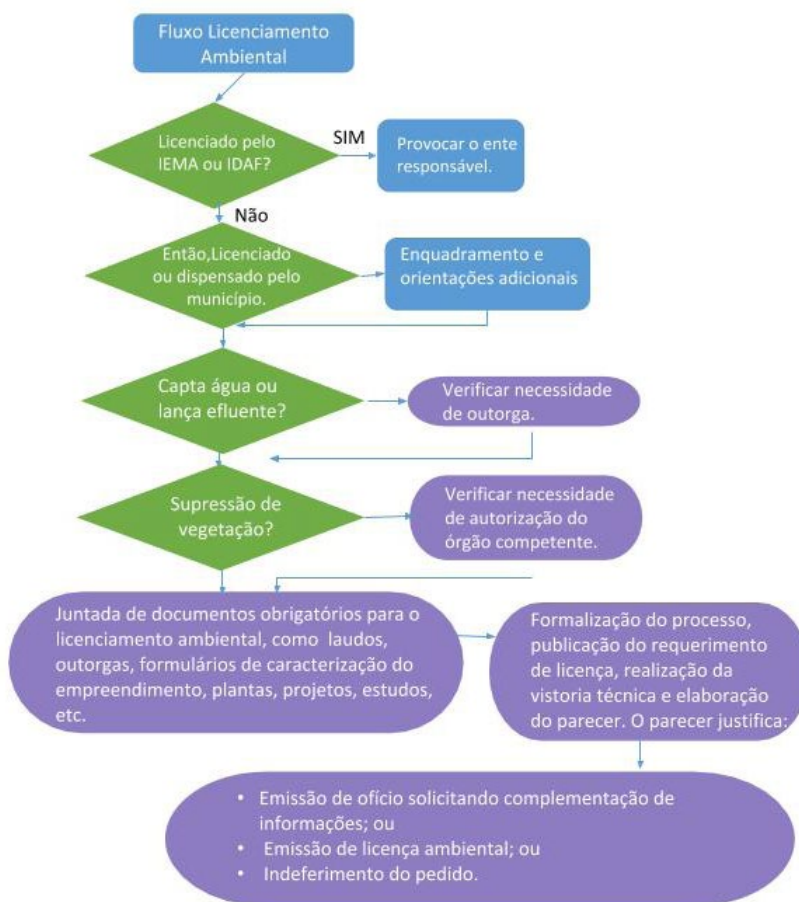 Fluxo Licenciamento
Ambiental
Licenciado pelo
IEMA ou IDAF?
SIM
Provocar o ente
responsável.
Não
Então,Licenciado
ou dispensado pelo
município.
Enquadramento e
orientações adicionais
Capta água ou
lança efluente?
Verificar necessidade
de outorga.
Supressão de
vegetação?
Verificar necessidade
de autorização do
órgão competente.
Juntada de documentos obrigatórios para o
licenciamento ambiental, como laudos,
outorgas, formulários de caracterização do
empreendimento, plantas, projetos, estudos,
etc.
Formalização do processo,
publicação do requerimento
de licença, realização da
vistoria técnica e elaboração
do parecer. O parecer justifica:
• Emissão de ofício solicitando complementação de
informações; ou
• Emissão de licença ambiental; ou
• Indeferimento do pedido.